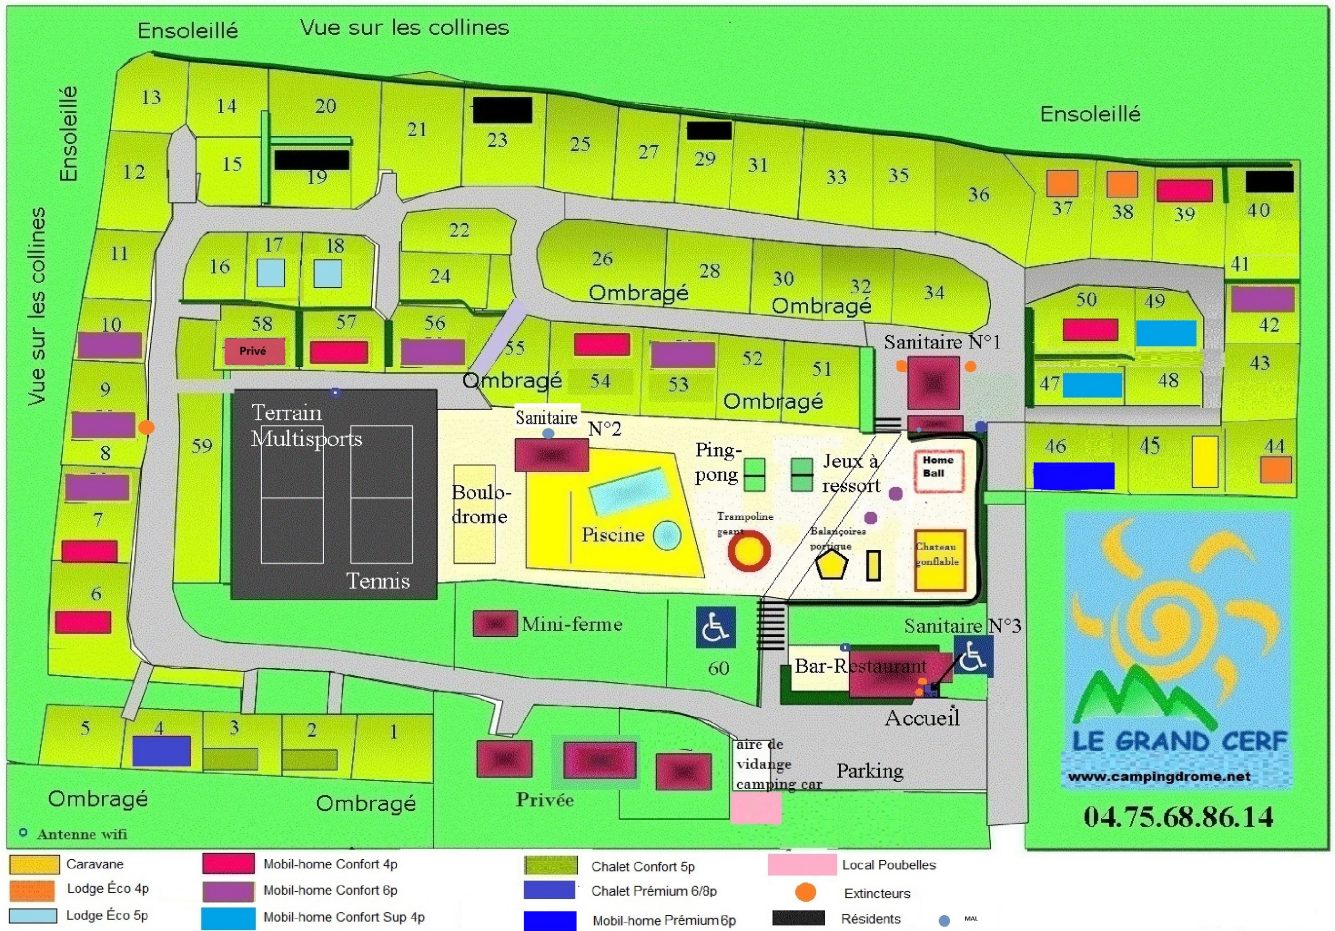 Ensoleillé
Vue sur les collines
Ensoleillé
Ensoleillé
Vue sur les collines
13
14
20
21
23
25
27
29
31
33
35
36
37
38
39
40
12
15
19
11
16
17
18
22
24
26
28
30
32
34
Ombragé
Ombragé
41
42
43
50
49
47
48
10
58
57
56
55
54
53
52
51
Privé
Ombragé
Ombragé
Sanitaire N°1
9
8
7
6
59
46
45
44
Terrain
Multisports
Tennis
Sanitaire
N°2
Boulo-
drome
Piscine
Ping-
pong
Jeux à
ressort
Home
Ball
Trampoline
geant
Balançoires
portique
Chateau
gonflable
Mini-ferme
60
Sanitaire N°3
Bar-Restaurant
Accueil
5
4
3
2
1
Ombragé
Ombragé
Privée
aire de
vidange
camping car
Parking
LE GRAND CERF
www.campingdrome.net
04.75.68.86.14
Antenne wifi
Caravane
Lodge Éco 4p
Lodge Éco 5p
Mobil-home Confort 4p
Mobil-home Confort 6p
Mobil-home Confort Sup 4p
Chalet Confort 5p
Chalet Prémium 6/8p
Mobil-home Prémium 6p
Local Poubelles
Extincteurs
Résidents